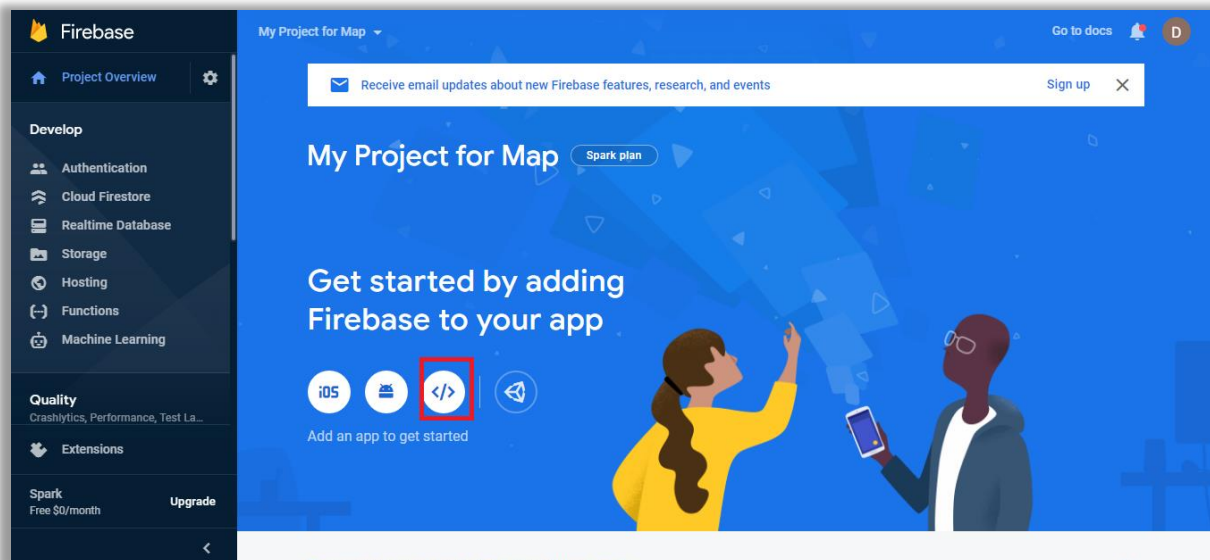 Firebase
My Project for Map
Go to docs
D
Project Overview
Receive email updates about new Firebase features, research, and events
Sign up
Develop
Authentication
Cloud Firestore
Realtime Database
Storage
Hosting
Functions
Machine Learning
Quality
Crashlytics, Performance, Test La...
Extensions
Spark
Free $0/month
Upgrade
My Project for Map
Spark plan
Get started by adding
Firebase to your app
iOS
</>
Add an app to get started